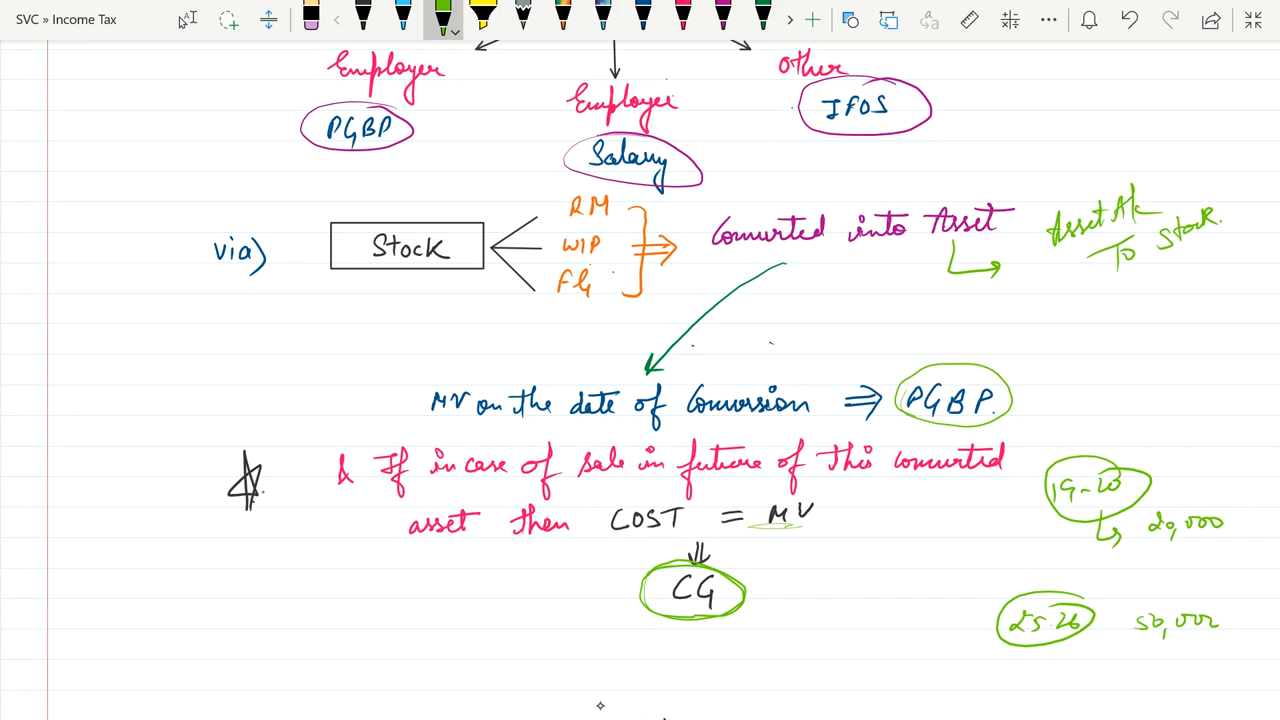 SVC » Income Tax
Employer
Employee
Other
PGBP
Salary
IFOS
viа) Stock
RM
WIP
FG
Converted into Asset
Asset A/c
To Stock.
MV on the date of Conversion ⇒ PGBP.
& If in case of sale in future of this converted
asset then COST = MV
CG
19-20
20,000
25-26 50,000